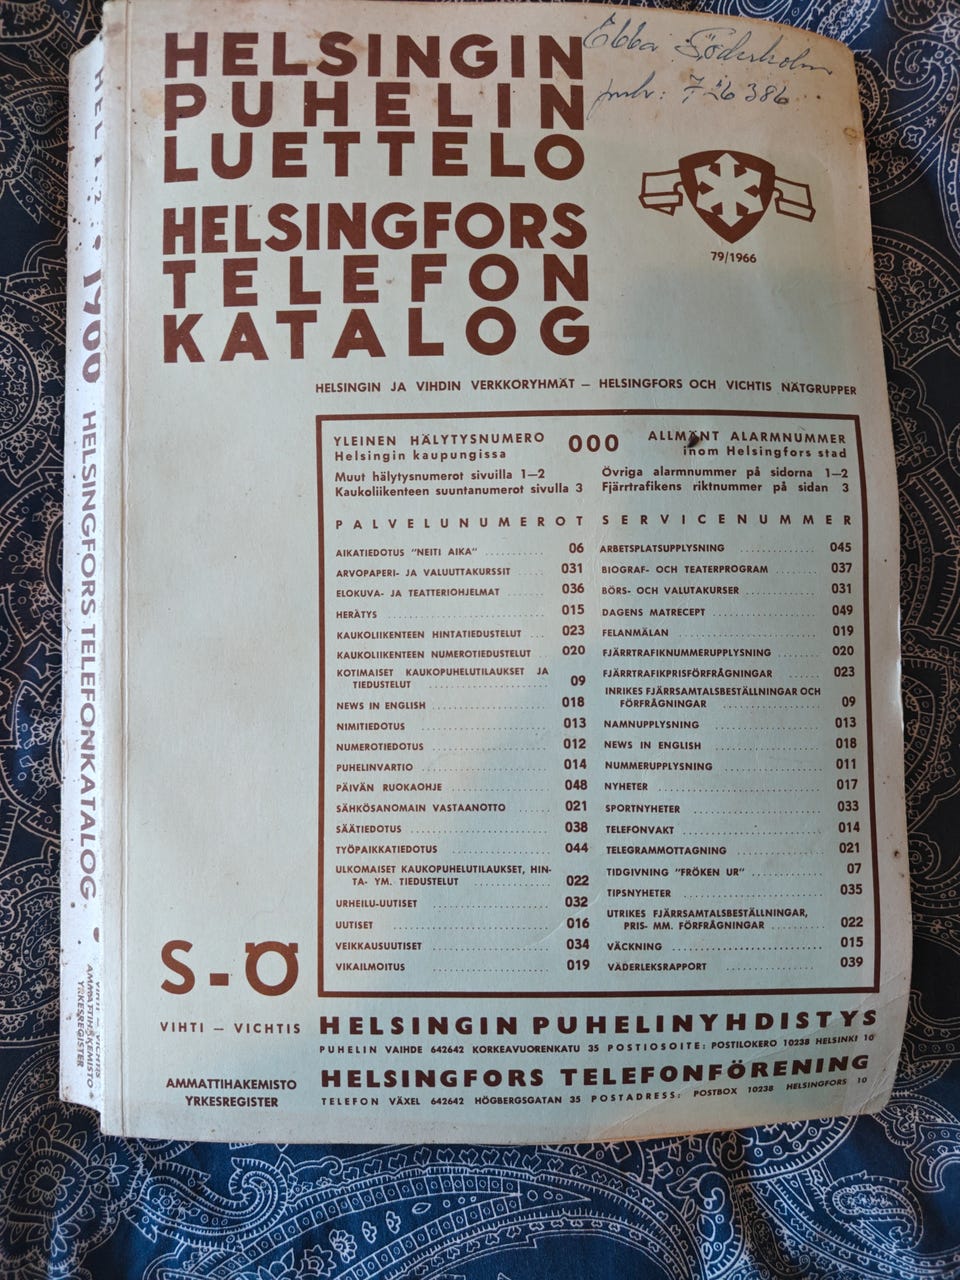 HELSINGIN
PUHELIN
LUETTELO
HELSINGFORS
TELEFON
KATALOG
Ebba Söderholm
: 726 386
79/1966
HELSINGIN JA VIHDIN VERKKORYHMÄT — HELSINGFORS OCH VICHTIS NÄTGRUPPER
YLEINEN HÄLYTYSNUMERO
Helsingin kaupungissa
000
ALLMÄNT ALARMNUMMER
inom Helsingfors stad
Muut hälytysnumerot sivuilla 1—2
Kaukoliikenteen suuntanumerot sivulla 3
Övriga alarmnummer på sidorna 1—2
Fjärrtrafikens riktnummer på sidan 3
PALVELUNUMEROT
AIKATIEDOTUS "NEITI AIKA" 06
ARVOPAPERI- JA VALUUTTAKURSSIT 031
ELOKUVA- JA TEATTERIOHJELMAT 036
HERÄTYS 015
KAUKOLIIKENTEEN HINTATIEDUSTELUT 023
KAUKOLIIKENTEEN NUMEROTIEDUSTELUT 020
KOTIMAISET KAUKOPUHELUTILAUKSET JA
TIEDUSTELUT 09
NEWS IN ENGLISH 018
NIMITIEDOTUS 013
NUMEROTIEDOTUS 012
PUHELINVARTIO 014
PÄIVÄN RUOKAOHJE 048
SÄHKÖSANOMAIN VASTAANOTTO 021
SÄÄTIEDOTUS 038
TYÖPAIKKATIEDOTUS 044
ULKOMAISET KAUKOPUHELUTILAUKSET, HIN-
TA- YM. TIEDUSTELUT 022
URHEILU-UUTISET 032
UUTISET 016
VEIKKAUSUUTISET 034
VIKAILMOITUS 019
SERVICENUMMER
ARBETSPLATSUPPLYSNING 045
BIOGRAF- OCH TEATERPROGRAM 037
BÖRS- OCH VALUTAKURSER 031
DAGENS MATRECEPT 049
FELANMÄLAN 019
FJÄRRTRAFIKNUMMERUPPLYSNING 020
FJÄRRTRAFIKPRISFÖRFRÅGNINGAR 023
INRIKES FJÄRRSAMTALSBESTÄLLNINGAR OCH
FÖRFRÅGNINGAR 09
NAMNUPPLYSNING 013
NEWS IN ENGLISH 018
NUMMERUPPLYSNING 011
NYHETER 017
SPORTNYHETER 033
TELEFONVAKT 014
TELEGRAMMOTTAGNING 021
TIDGIVNING "FRÖKEN UR" 07
TIPSNYHETER 035
UTRIKES FJÄRRSAMTALSBESTÄLLNINGAR,
PRIS- MM. FÖRFRÅGNINGAR 022
VÄCKNING 015
VÄDERLEKSRAPPORT 039
S-Ö
VIHTI — VICHTIS
AMMATTIHAKEMISTO
YRKESREGISTER
HELSINGIN PUHELINYHDISTYS
PUHELIN VAIHDE 642642 KORKEAVUORENKATU 35 POSTIOSOITE: POSTILOKERO 10238 HELSINKI 10
HELSINGFORS TELEFONFÖRENING
TELEFON VÄXEL 642642 HÖGBERGSGATAN 35 POSTADRESS: POSTBOX 10238 HELSINGFORS 10
HELSINGFORS TELEFONKATALOG
VIHTI — VICHTIS
AMMATTIHAKEMISTO
YRKESREGISTER